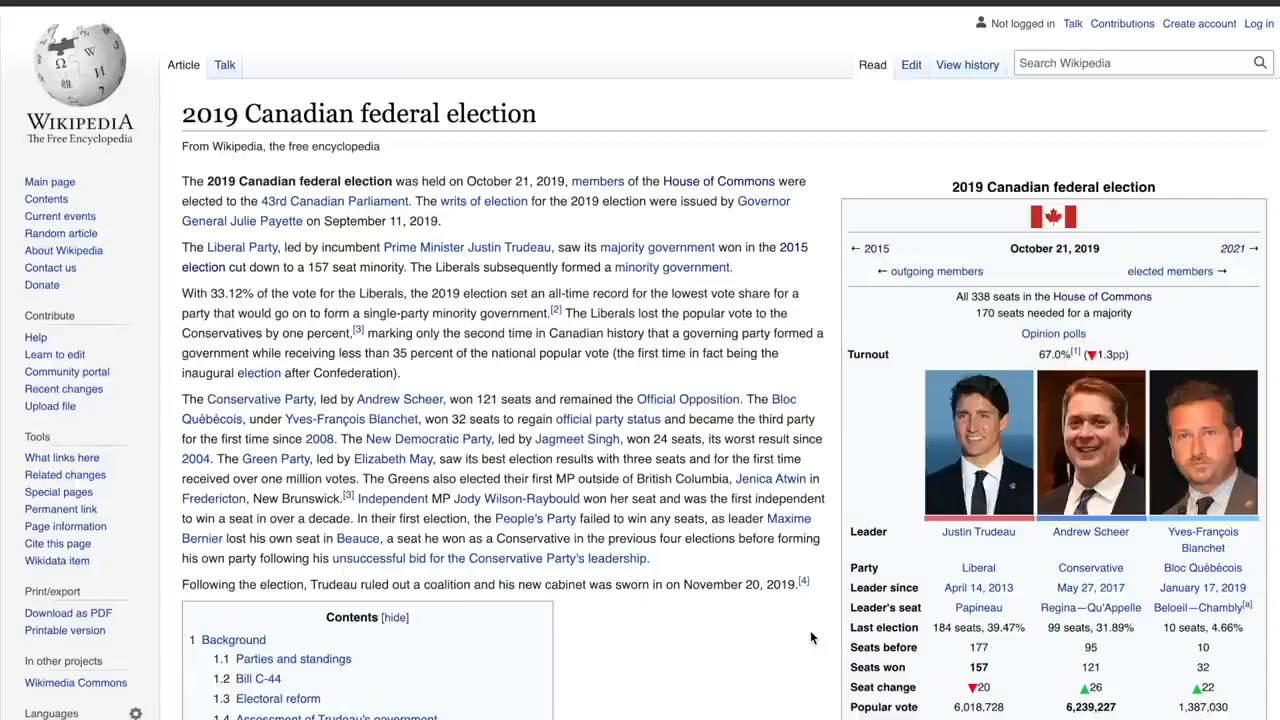 Not logged in Talk Contributions Create account Log in
Article Talk Read Edit View history Search Wikipedia
WIKIPEDIA
The Free Encyclopedia
Main page
Contents
Current events
Random article
About Wikipedia
Contact us
Donate
Contribute
Help
Learn to edit
Community portal
Recent changes
Upload file
Tools
What links here
Related changes
Special pages
Permanent link
Page information
Cite this page
Wikidata item
Print/export
Download as PDF
Printable version
In other projects
Wikimedia Commons
Languages
2019 Canadian federal election
From Wikipedia, the free encyclopedia
The 2019 Canadian federal election was held on October 21, 2019, members of the House of Commons were
elected to the 43rd Canadian Parliament. The writs of election for the 2019 election were issued by Governor
General Julie Payette on September 11, 2019.
The Liberal Party, led by incumbent Prime Minister Justin Trudeau, saw its majority government won in the 2015
election cut down to a 157 seat minority. The Liberals subsequently formed a minority government.
With 33.12% of the vote for the Liberals, the 2019 election set an all-time record for the lowest vote share for a
party that would go on to form a single-party minority government.[2] The Liberals lost the popular vote to the
Conservatives by one percent,[3] marking only the second time in Canadian history that a governing party formed a
government while receiving less than 35 percent of the national popular vote (the first time in fact being the
inaugural election after Confederation).
The Conservative Party, led by Andrew Scheer, won 121 seats and remained the Official Opposition. The Bloc
Québécois, under Yves-François Blanchet, won 32 seats to regain official party status and became the third party
for the first time since 2008. The New Democratic Party, led by Jagmeet Singh, won 24 seats, its worst result since
2004. The Green Party, led by Elizabeth May, saw its best election results with three seats and for the first time
received over one million votes. The Greens also elected their first MP outside of British Columbia, Jenica Atwin in
Fredericton, New Brunswick.[3] Independent MP Jody Wilson-Raybould won her seat and was the first independent
to win a seat in over a decade. In their first election, the People's Party failed to win any seats, as leader Maxime
Bernier lost his own seat in Beauce, a seat he won as a Conservative in the previous four elections before forming
his own party following his unsuccessful bid for the Conservative Party's leadership.
Following the election, Trudeau ruled out a coalition and his new cabinet was sworn in on November 20, 2019.[4]
Contents [hide]
1 Background
1.1 Parties and standings
1.2 Bill C-44
1.3 Electoral reform
1.4 Assessment of Trudeau's government
2019 Canadian federal election
← 2015 October 21, 2019 2021 →
← outgoing members elected members →
All 338 seats in the House of Commons
170 seats needed for a majority
Opinion polls
Turnout 67.0%[1] (▼1.3pp)
Leader Justin Trudeau Andrew Scheer Yves-François
Blanchet
Party Liberal Conservative Bloc Québécois
Leader since April 14, 2013 May 27, 2017 January 17, 2019
Leader's seat Papineau Regina—Qu'Appelle Beloeil—Chambly[a]
Last election 184 seats, 39.47% 99 seats, 31.89% 10 seats, 4.66%
Seats before 177 95 10
Seats won 157 121 32
Seat change ▼20 ▲26 ▲22
Popular vote 6,018,728 6,239,227 1,387,030